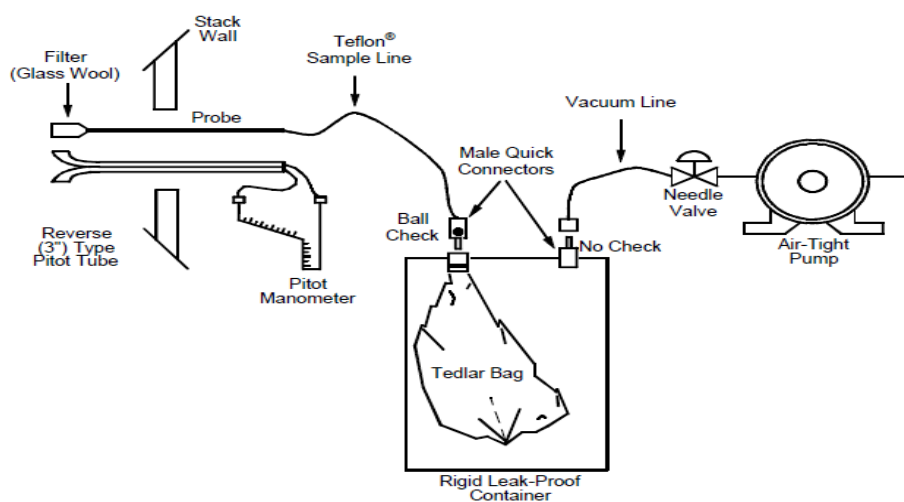 Stack
Wall
Filter
(Glass Wool)
Teflon®
Sample Line
Probe
Vacuum Line
Male Quick
Connectors
Needle
Valve
Ball
Check
No Check
Air-Tight
Pump
Reverse
(3") Type
Pitot Tube
Pitot
Manometer
Tedlar Bag
Rigid Leak-Proof
Container